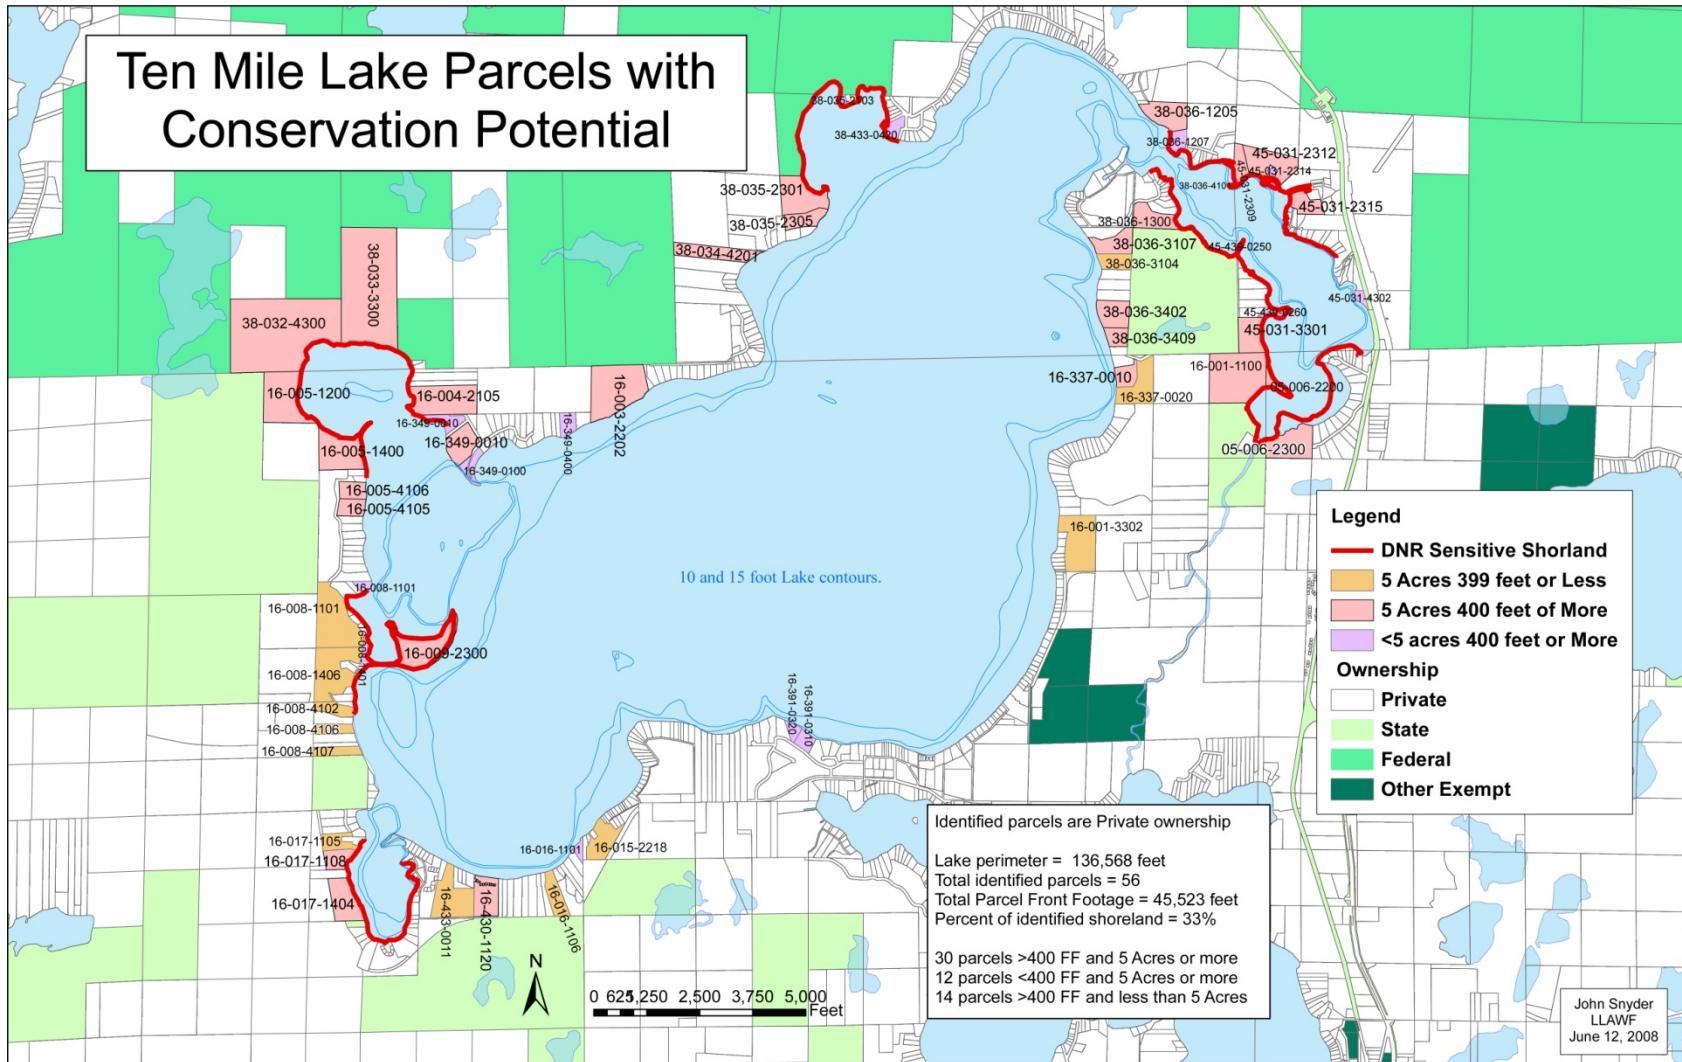 Ten Mile Lake Parcels with
Conservation Potential
38-035-2103
38-433-0420
38-036-1205
38-036-1207
45-031-2312
45-031-2314
38-036-4101
45-031-2309
45-031-2315
38-035-2301
38-035-2305
38-034-4201
38-036-1300
38-036-3107
45-430-0250
38-036-3104
38-033-3300
38-032-4300
45-031-4302
38-036-3402
45-430-0260
45-031-3301
38-036-3409
16-001-1100
16-337-0010
05-006-2200
16-337-0020
16-005-1200
16-004-2105
16-003-2202
16-349-0010
16-349-0010
16-349-0400
16-005-1400
16-349-0100
05-006-2300
16-005-4106
16-005-4105
16-001-3302
10 and 15 foot Lake contours.
16-008-1101
16-008-1101
16-008-1401
16-009-2300
16-008-1406
16-008-4102
16-008-4106
16-008-4107
16-391-0320
16-391-0310
16-017-1105
16-017-1108
16-017-1404
16-016-1101
16-015-2218
16-433-0011
16-430-1120
16-016-1106
Legend
DNR Sensitive Shorland
5 Acres 399 feet or Less
5 Acres 400 feet of More
<5 acres 400 feet or More
Ownership
Private
State
Federal
Other Exempt
Identified parcels are Private ownership
Lake perimeter = 136,568 feet
Total identified parcels = 56
Total Parcel Front Footage = 45,523 feet
Percent of identified shoreland = 33%
30 parcels >400 FF and 5 Acres or more
12 parcels <400 FF and 5 Acres or more
14 parcels >400 FF and less than 5 Acres
N
0 625 1,250 2,500 3,750 5,000
Feet
John Snyder
LLAWF
June 12, 2008